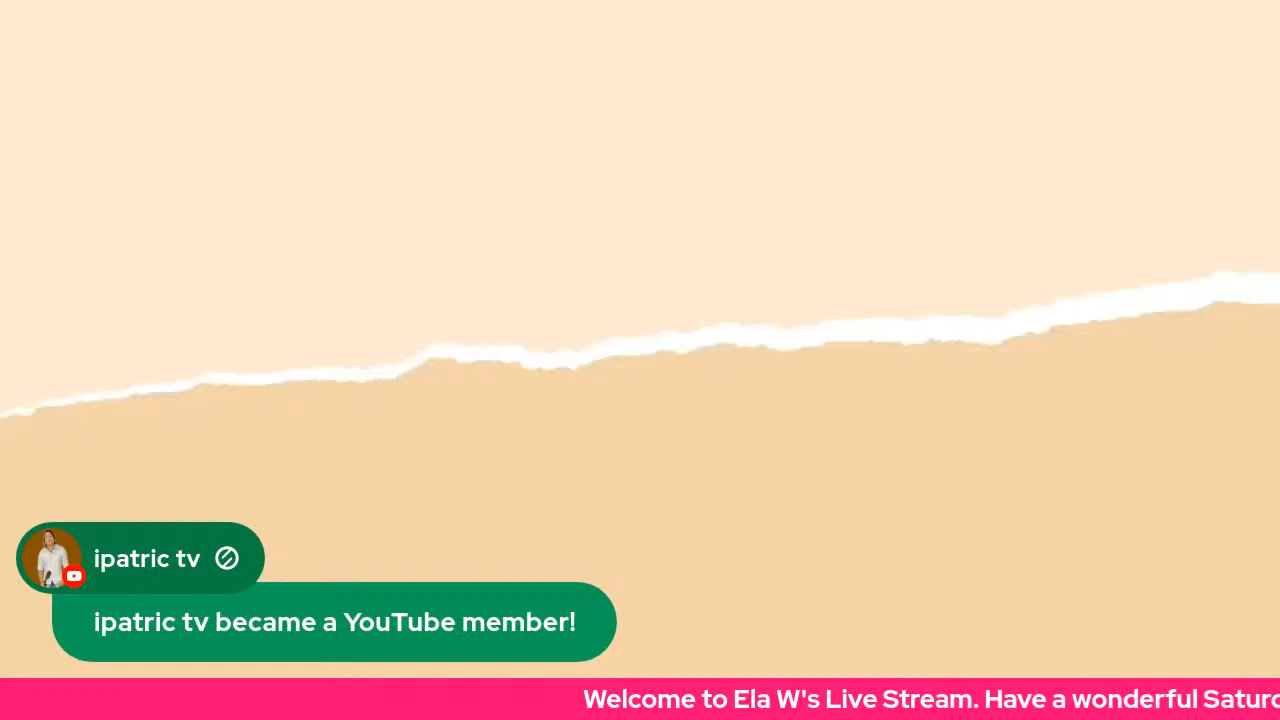 ipatric tv
ipatric tv became a YouTube member!
Welcome to Ela W's Live Stream. Have a wonderful